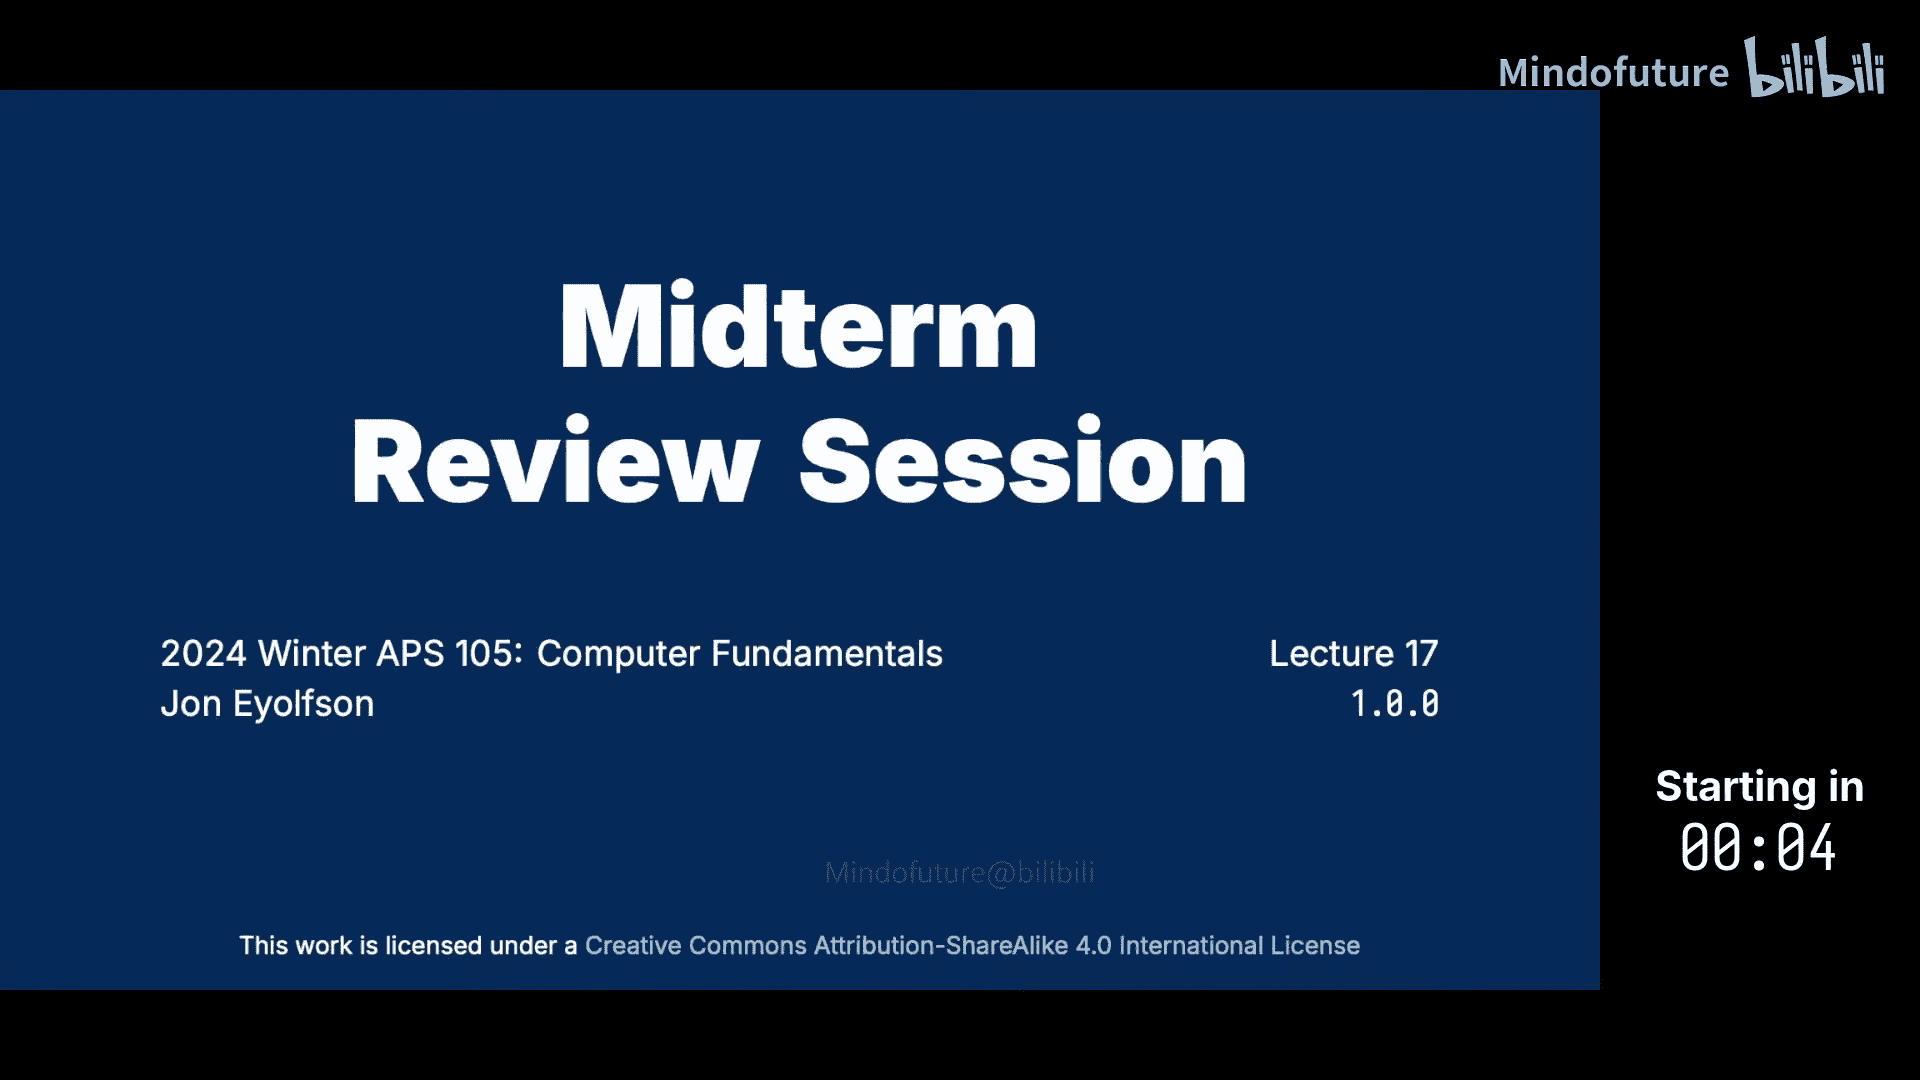 Mindofuture bilibili
Midterm
Review Session
2024 Winter APS 105: Computer Fundamentals
Jon Eyolfson
Lecture 17
1.0.0
Starting in
00:04
Mindofuture@bilibili
This work is licensed under a Creative Commons Attribution-ShareAlike 4.0 International License